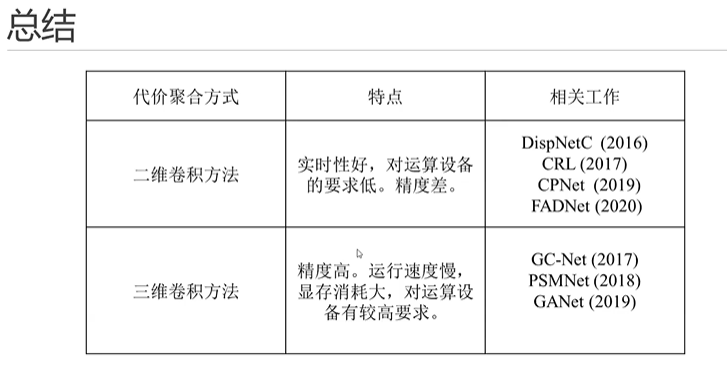 总结
代价聚合方式
特点
相关工作
二维卷积方法
实时性好，对运算设备
的要求低。精度差。
DispNetC (2016)
CRL (2017)
CPNet (2019)
FADNet (2020)
三维卷积方法
精度高。运行速度慢，
显存消耗大，对运算设
备有较高要求。
GC-Net (2017)
PSMNet (2018)
GANet (2019)